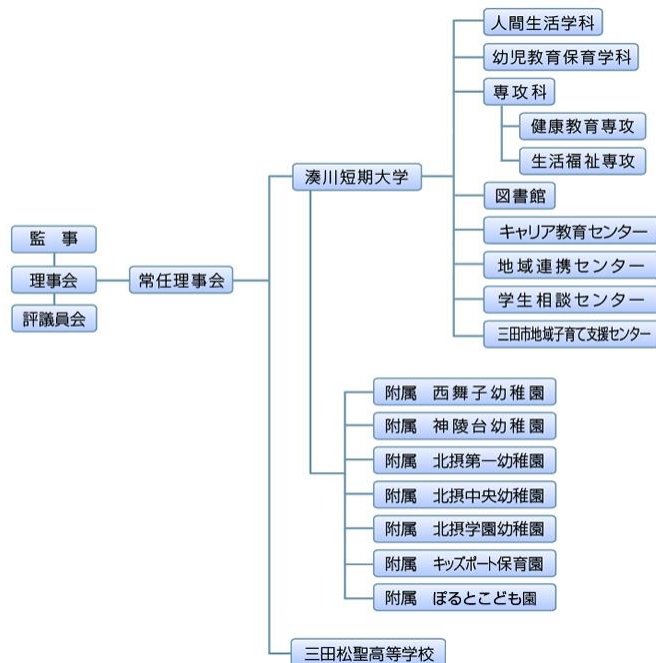 人間生活学科
幼児教育保育学科
専攻科
健康教育専攻
生活福祉専攻
湊川短期大学
図書館
キャリア教育センター
地域連携センター
学生相談センター
三田市地域子育て支援センター
監　事
理事会
常任理事会
評議員会
附属　西舞子幼稚園
附属　神陵台幼稚園
附属　北摂第一幼稚園
附属　北摂中央幼稚園
附属　北摂学園幼稚園
附属　キッズポート保育園
附属　ぽるとこども園
三田松聖高等学校